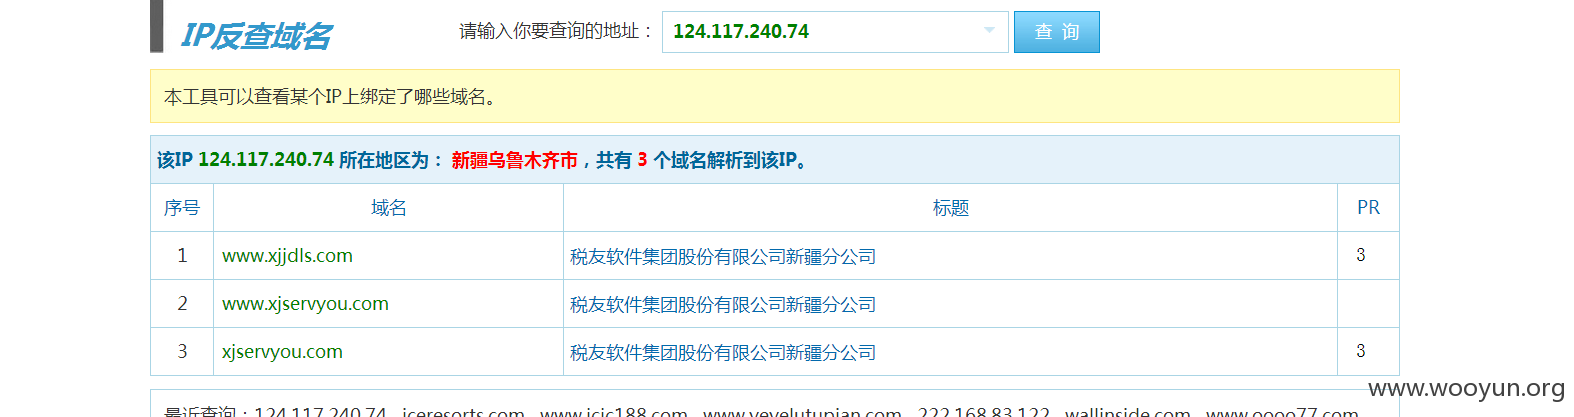 IP反查域名 请输入你要查询的地址： 124.117.240.74 查 询
本工具可以查看某个IP上绑定了哪些域名。
该IP 124.117.240.74 所在地区为： 新疆乌鲁木齐市，共有 3 个域名解析到该IP。
序号 域名 标题 PR
1 www.xjjdls.com 税友软件集团股份有限公司新疆分公司 3
2 www.xjservyou.com 税友软件集团股份有限公司新疆分公司
3 xjservyou.com 税友软件集团股份有限公司新疆分公司 3
www.wooyun.org
最近查询：124.117.240.74 iceresorts.com www.icic188.com www.yeyelutupian.com 222.168.83.122 wallinside.com www.oooo77.com